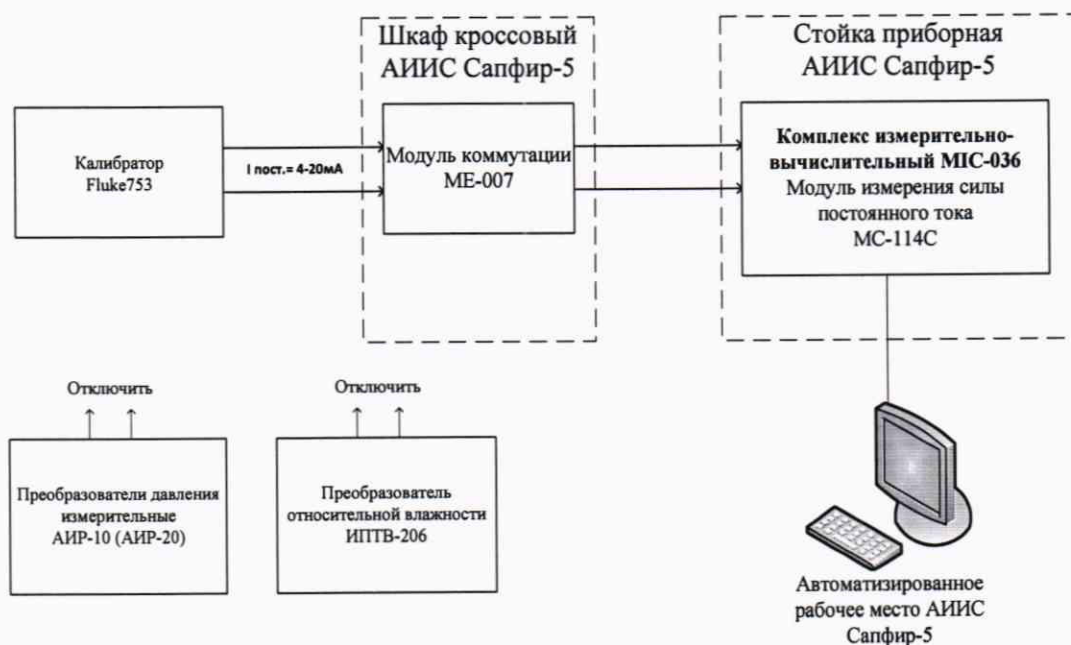 Шкаф кроссовый
АИИС Сапфир-5
Стойка приборная
АИИС Сапфир-5
Калибратор
Fluke753
I пост.= 4-20мА
Модуль коммутации
МЕ-007
Комплекс измерительно-
вычислительный MIC-036
Модуль измерения силы
постоянного тока
МС-114С
Отключить
Отключить
Преобразователи давления
измерительные
АИР-10 (АИР-20)
Преобразователь
относительной влажности
ИПТВ-206
Автоматизированное
рабочее место АИИС
Сапфир-5